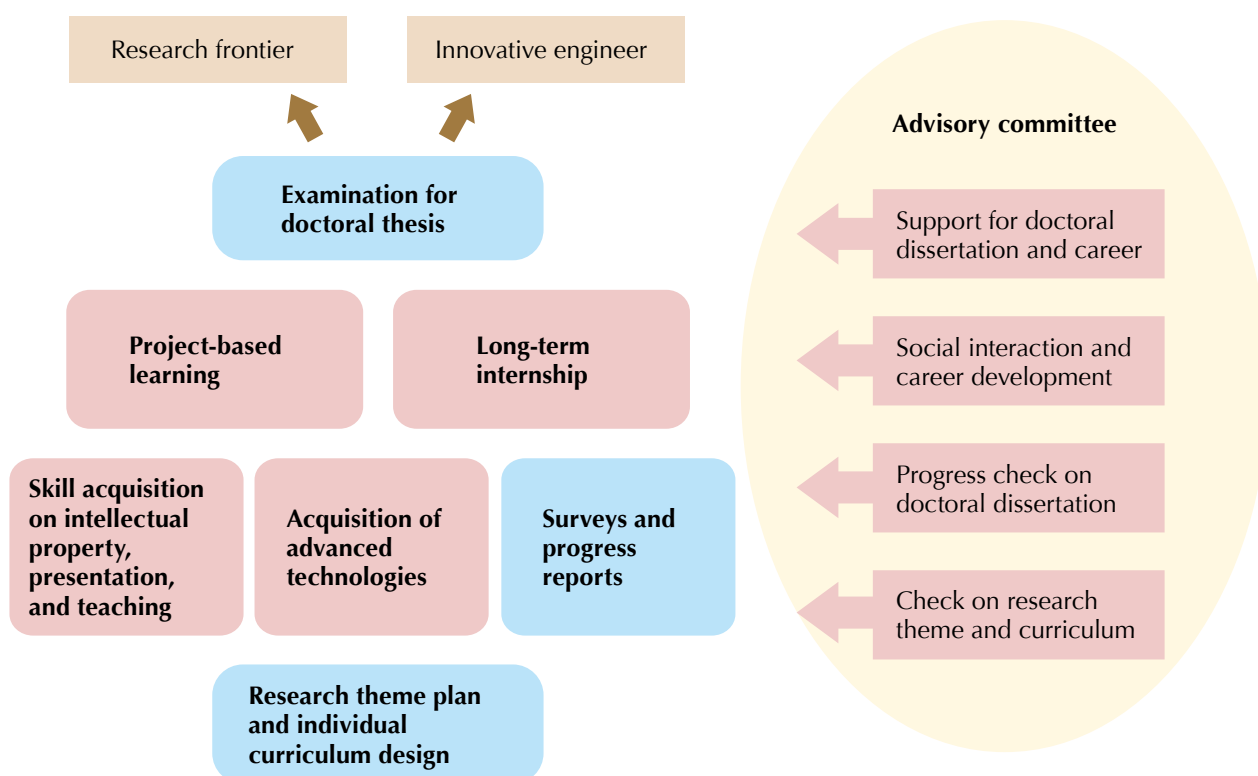 Research frontier
Innovative engineer
Examination for
doctoral thesis
Project-based
learning
Long-term
internship
Skill acquisition
on intellectual
property,
presentation,
and teaching
Acquisition of
advanced
technologies
Surveys and
progress
reports
Research theme plan
and individual
curriculum design
Advisory committee
Support for doctoral
dissertation and career
Social interaction and
career development
Progress check on
doctoral dissertation
Check on research
theme and curriculum